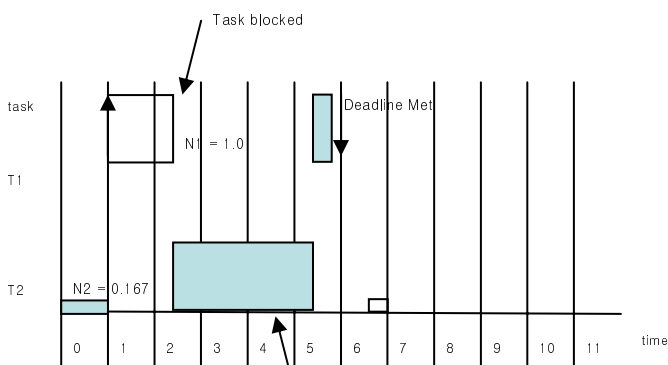 Task blocked
task
Deadline Met
N1 = 1.0
T1
T2
N2 = 0.167
time
0 1 2 3 4 5 6 7 8 9 10 11